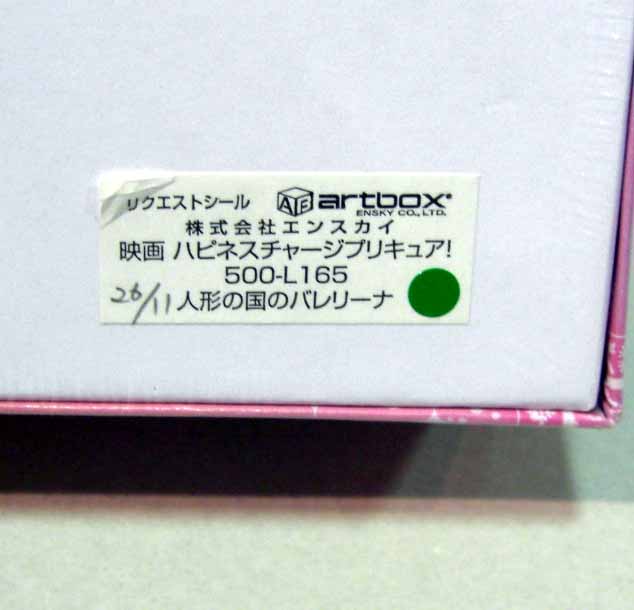 リクエストシール AE artbox
ENSKY CO., LTD.
株式会社エンスカイ
映画 ハピネスチャージプリキュア!
500-L165
26/11 人形の国のバレリーナ